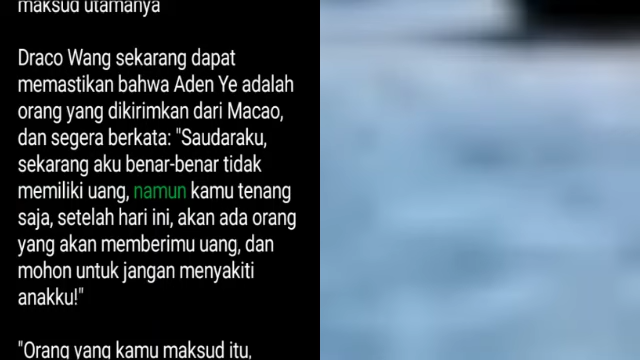 maksud utamanya
Draco Wang sekarang dapat
memastikan bahwa Aden Ye adalah
orang yang dikirimkan dari Macao,
dan segera berkata: "Saudaraku,
sekarang aku benar-benar tidak
memiliki uang, namun kamu tenang
saja, setelah hari ini, akan ada orang
yang akan memberimu uang, dan
mohon untuk jangan menyakiti
anakku!"
"Orang yang kamu maksud itu,